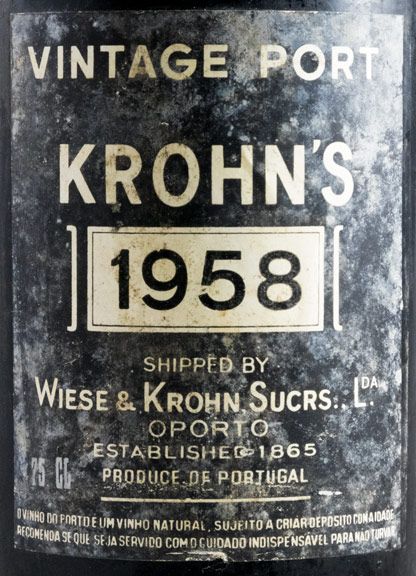 VINTAGE PORT
KROHN'S
1958
SHIPPED BY
WIESE & KROHN. SUCRS., LDA.
OPORTO
ESTABLISHED 1865
75 CL
PRODUCE OF PORTUGAL
O VINHO DO PORTO E UM VINHO NATURAL, SUJEITO A CRIAR DEPOSITO COM A IDADE
RECOMENDA SE QUE SEJA SERVIDO COM O CUIDADO INDISPENSÁVEL PARA NÃO TURVAR